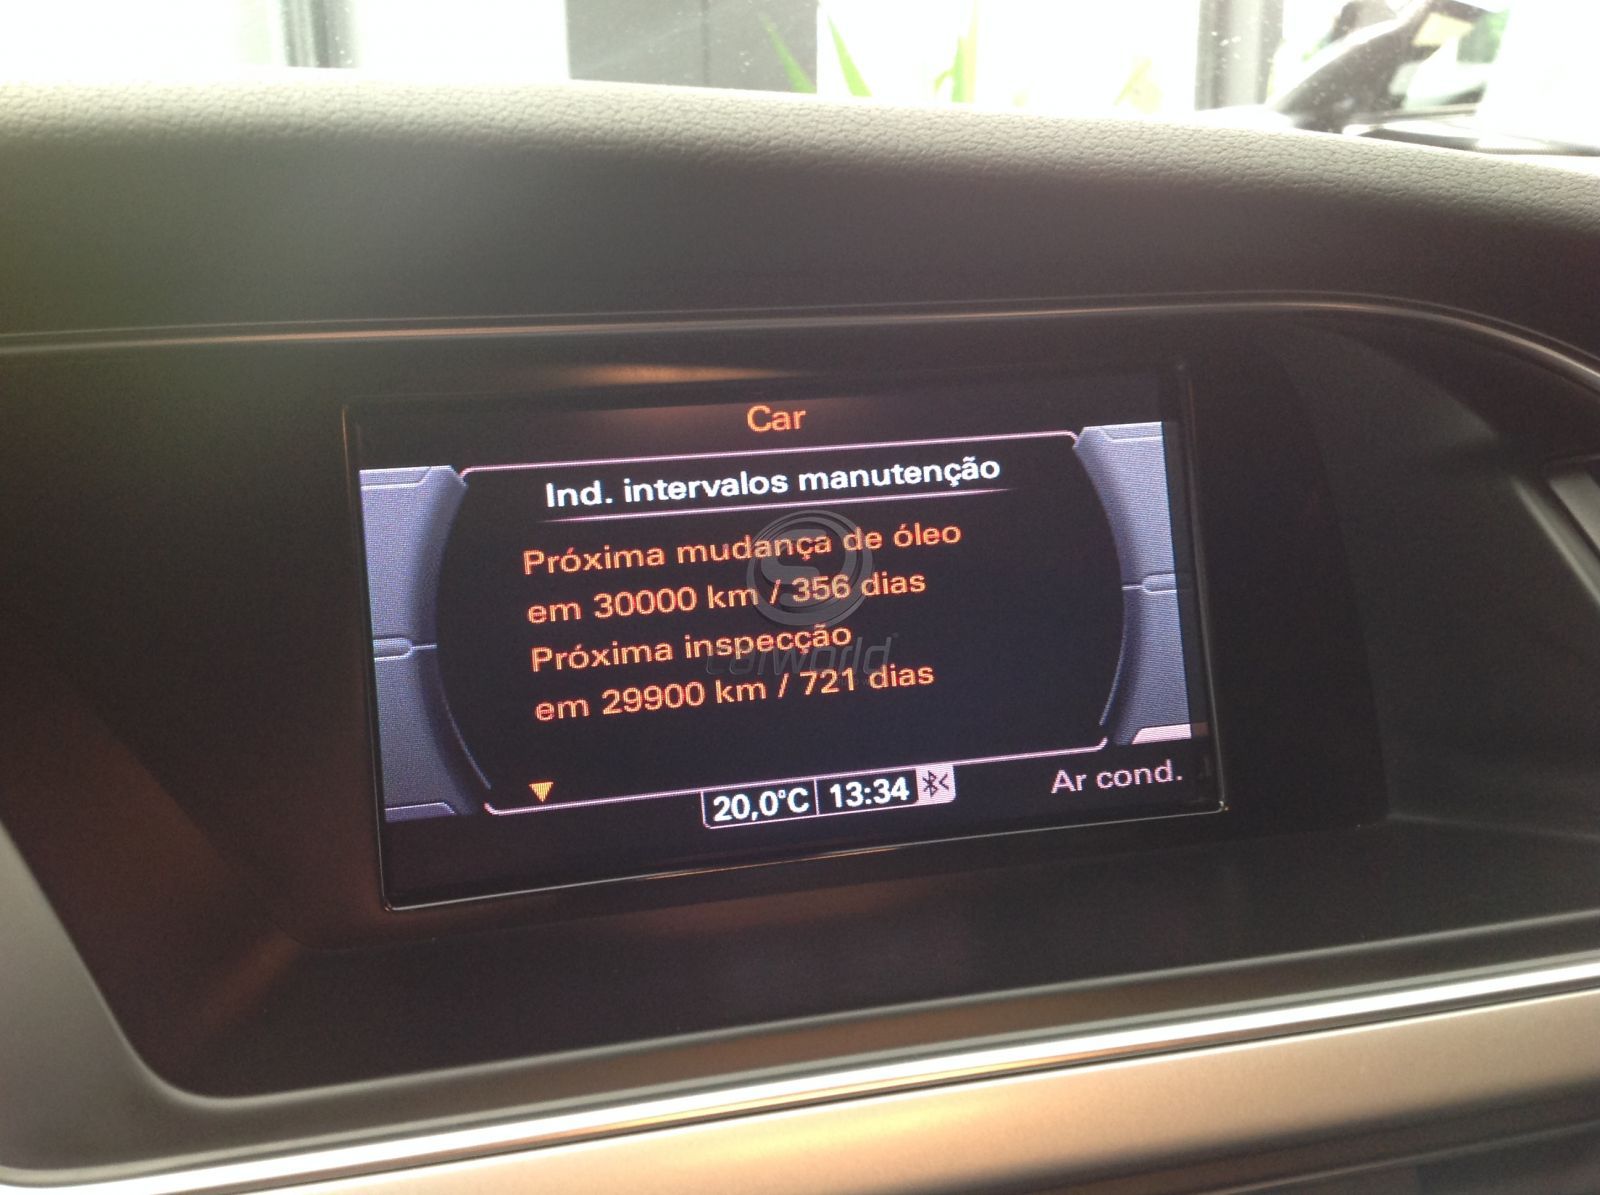 Car
Ind. intervalos manutenção
Próxima mudança de óleo
em 30000 km / 356 dias
Próxima inspecção
em 29900 km / 721 dias
20,0°C 13:34
Ar cond.
carworld